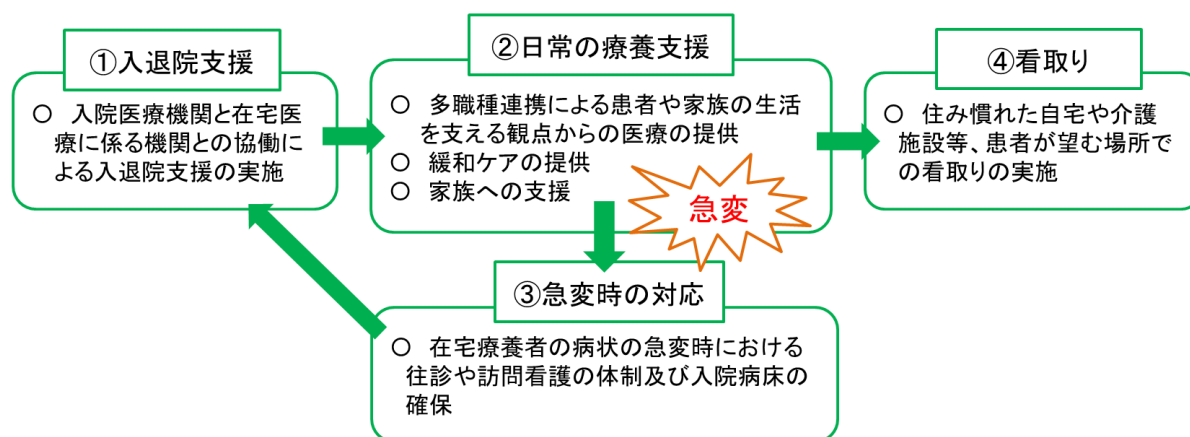 ①入退院支援
○ 入院医療機関と在宅医
療に係る機関との協働に
よる入退院支援の実施
②日常の療養支援
○ 多職種連携による患者や家族の生活
を支える観点からの医療の提供
○ 緩和ケアの提供
○ 家族への支援
急変
③急変時の対応
○ 在宅療養者の病状の急変時における
往診や訪問看護の体制及び入院病床の
確保
④看取り
○ 住み慣れた自宅や介護
施設等、患者が望む場所で
の看取りの実施